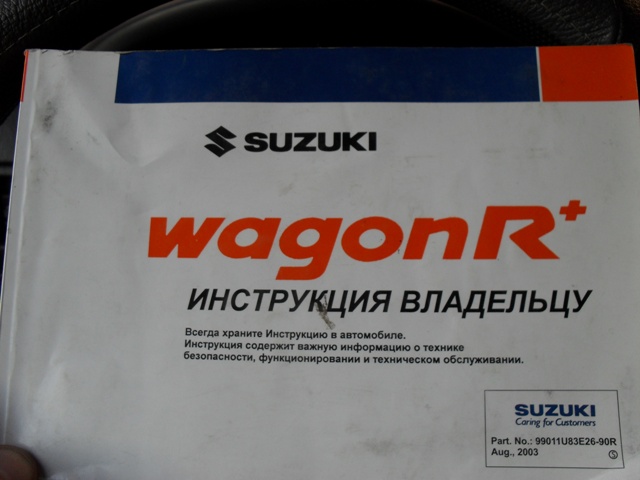 SUZUKI
wagonR+
ИНСТРУКЦИЯ ВЛАДЕЛЬЦУ
Всегда храните Инструкцию в автомобиле.
Инструкция содержит важную информацию о технике
безопасности, функционировании и техническом обслуживании.
SUZUKI
Caring for Customers
Part. No.: 99011U83E26-90R
Aug., 2003 Ⓢ